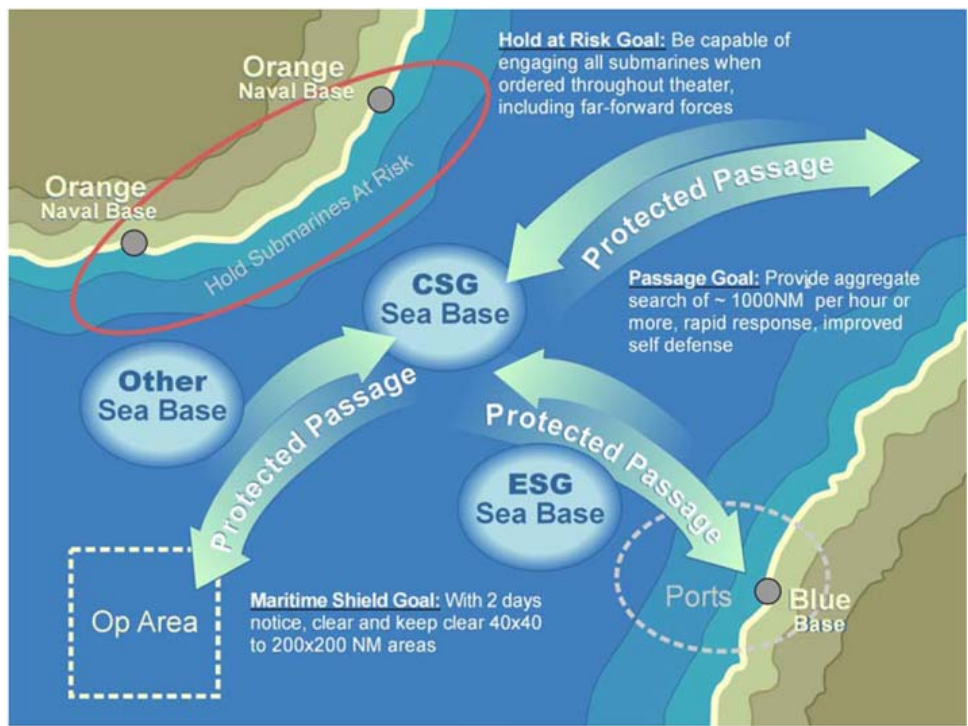 Hold at Risk Goal: Be capable of
engaging all submarines when
ordered throughout theater,
including far-forward forces
Orange
Naval Base
Orange
Naval Base
Hold Submarines At Risk
Protected Passage
CSG
Sea Base
Passage Goal: Provide aggregate
search of ~ 1000NM² per hour or
more, rapid response, improved
self defense
Other
Sea Base
Protected Passage
Protected Passage
ESG
Sea Base
Op Area
Maritime Shield Goal: With 2 days
notice, clear and keep clear 40x40
to 200x200 NM areas
Ports
Blue
Base